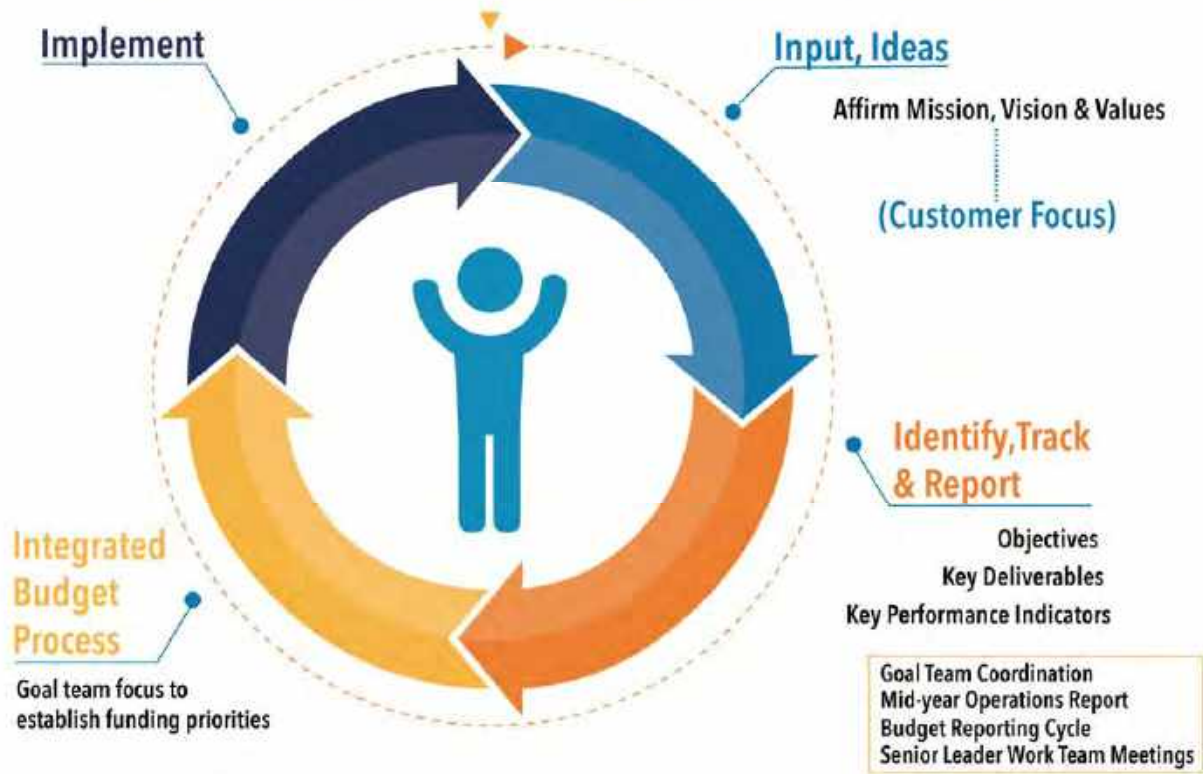 Implement
Input, Ideas
Affirm Mission, Vision & Values
(Customer Focus)
Identify,Track
& Report
Objectives
Key Deliverables
Key Performance Indicators
Goal Team Coordination
Mid-year Operations Report
Budget Reporting Cycle
Senior Leader Work Team Meetings
Integrated
Budget
Process
Goal team focus to
establish funding priorities